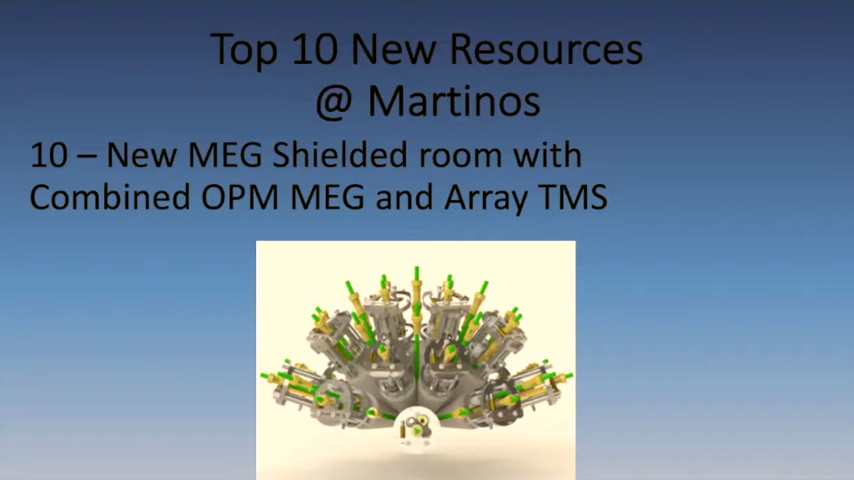 Top 10 New Resources
@ Martinos
10 – New MEG Shielded room with
Combined OPM MEG and Array TMS